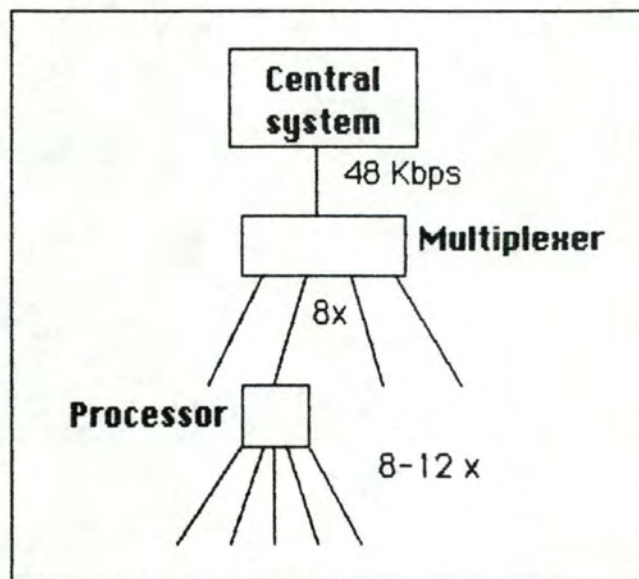 Central
system
48 Kbps
Multiplexer
8x
Processor
8-12 x